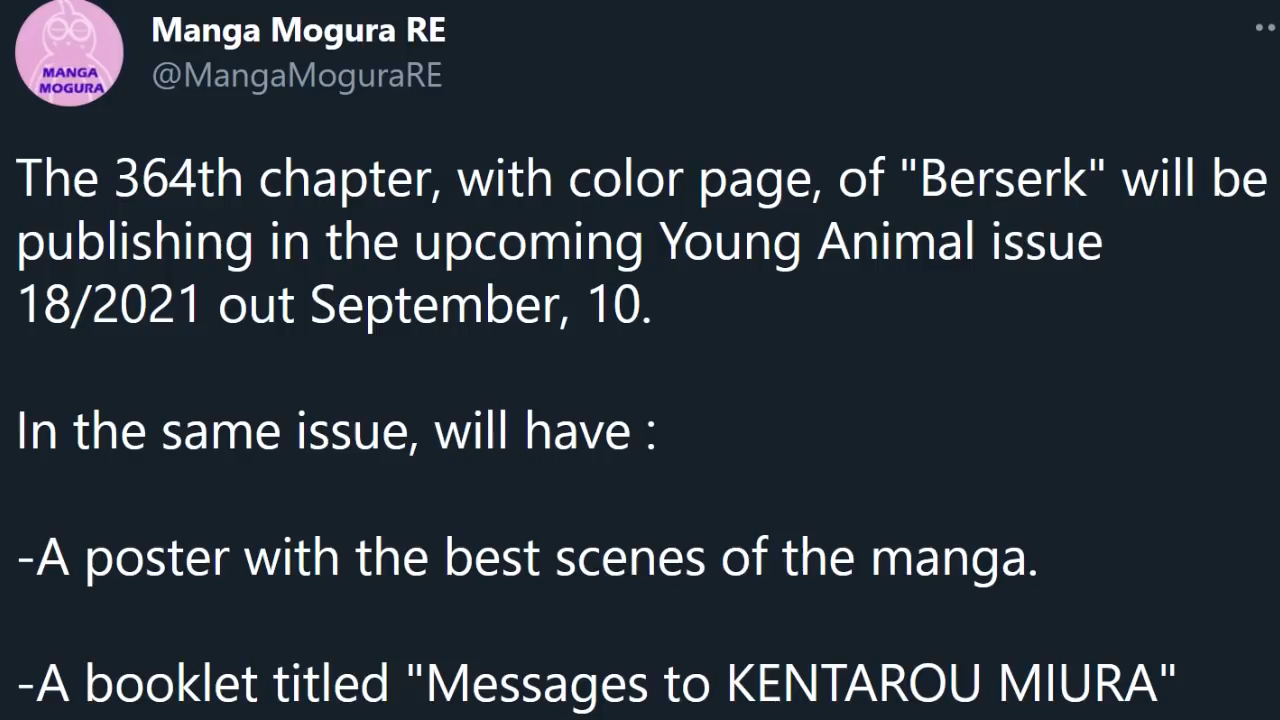 MANGA
MOGURA
Manga Mogura RE
@MangaMoguraRE
The 364th chapter, with color page, of "Berserk" will be
publishing in the upcoming Young Animal issue
18/2021 out September, 10.
In the same issue, will have :
-A poster with the best scenes of the manga.
-A booklet titled "Messages to KENTAROU MIURA"